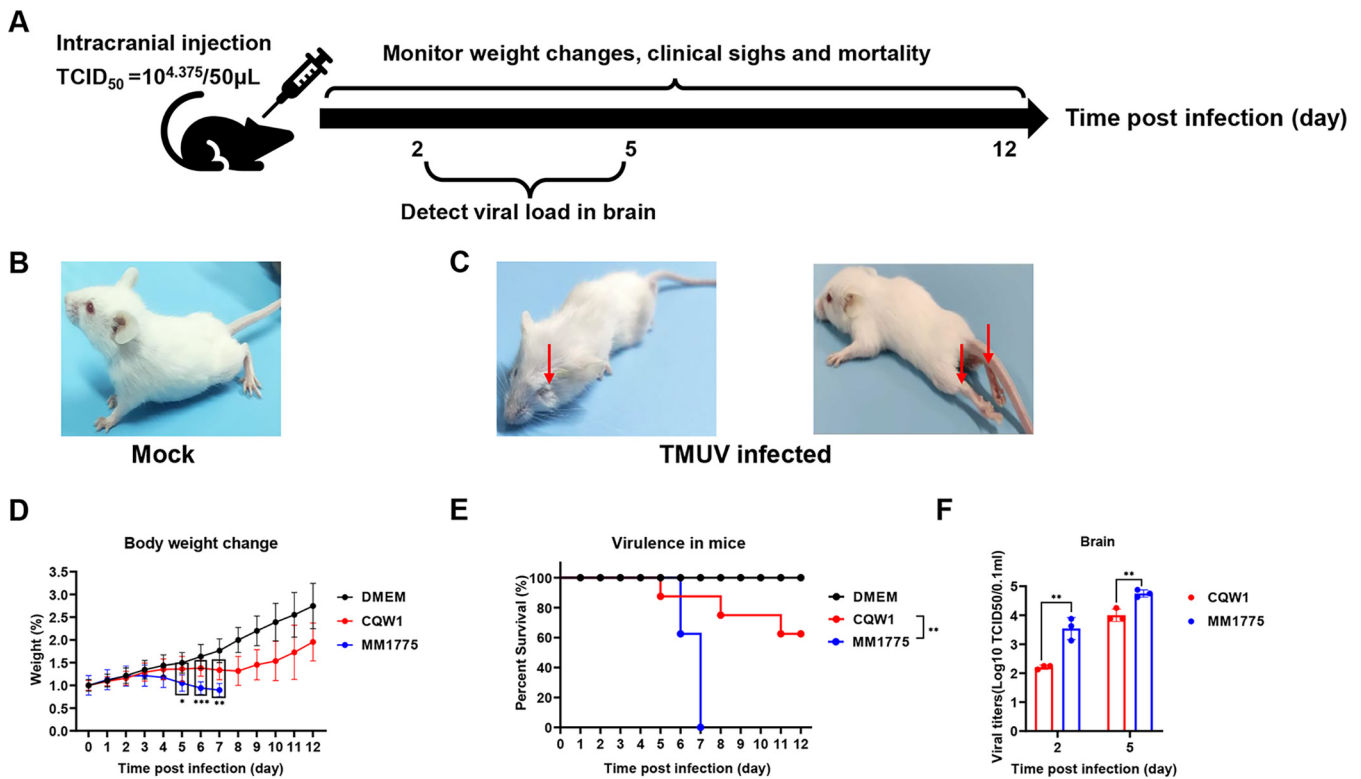 A
Intracranial injection
TCID50 =10^4.375/50μL
Monitor weight changes, clinical sighs and mortality
Time post infection (day)
2 5 12
Detect viral load in brain
B
Mock
C
TMUV infected
D
Body weight change
Weight (%)
3.5
3.0
2.5
2.0
1.5
1.0
0.5
0.0
* *** **
0 1 2 3 4 5 6 7 8 9 10 11 12
Time post infection (day)
DMEM
CQW1
MM1775
E
Virulence in mice
Percent Survival (%)
100
80
60
40
20
0
0 1 2 3 4 5 6 7 8 9 10 11 12
Time post infection (day)
DMEM
CQW1
MM1775
**
F
Brain
Viral titers(Log10 TCID50/0.1ml)
5
4
3
2
1
0
** **
2 5
Time post infection (day)
CQW1
MM1775